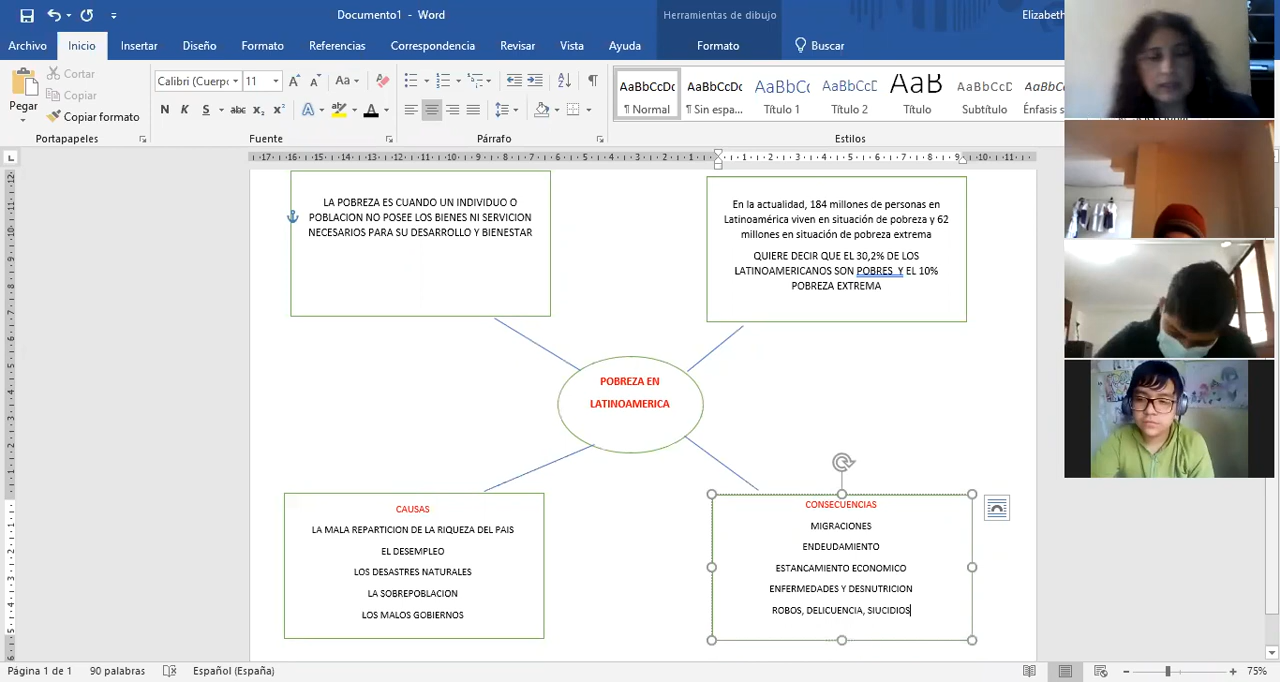 Documento1 - Word
Herramientas de dibujo
Elizabeth
Archivo
Inicio
Insertar
Diseño
Formato
Referencias
Correspondencia
Revisar
Vista
Ayuda
Formato
Buscar
Pegar
Cortar
Copiar
Copiar formato
Portapapeles
Calibri (Cuerpo
11
Fuente
Párrafo
AaBbCcDc
¶ Normal
AaBbCcDc
¶ Sin espa...
AaBbCc
Título 1
AaBbCcD
Título 2
AaB
Título
AaBbCcD
Subtítulo
AaBbCcDc
Énfasis s
Estilos
LA POBREZA ES CUANDO UN INDIVIDUO O
POBLACION NO POSEE LOS BIENES NI SERVICION
NECESARIOS PARA SU DESARROLLO Y BIENESTAR
En la actualidad, 184 millones de personas en
Latinoamérica viven en situación de pobreza y 62
millones en situación de pobreza extrema
QUIERE DECIR QUE EL 30,2% DE LOS
LATINOAMERICANOS SON POBRES Y EL 10%
POBREZA EXTREMA
POBREZA EN
LATINOAMERICA
CAUSAS
LA MALA REPARTICION DE LA RIQUEZA DEL PAIS
EL DESEMPLEO
LOS DESASTRES NATURALES
LA SOBREPOBLACION
LOS MALOS GOBIERNOS
CONSECUENCIAS
MIGRACIONES
ENDEUDAMIENTO
ESTANCAMIENTO ECONOMICO
ENFERMEDADES Y DESNUTRICION
ROBOS, DELICUENCIA, SIUCIDIOS
Página 1 de 1
90 palabras
Español (España)
75%